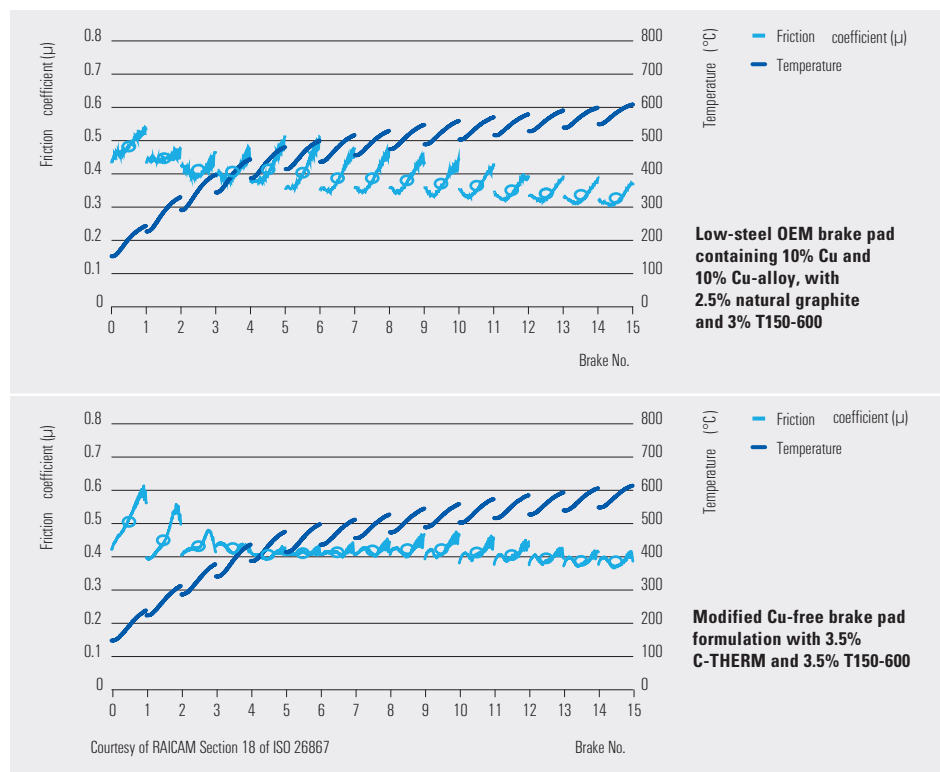 Friction coefficient (µ)
0.8
0.7
0.6
0.5
0.4
0.3
0.2
0.1
0
800
700
600
500
400
300
200
100
0
Temperature (°C)
0 1 2 3 4 5 6 7 8 9 10 11 12 13 14 15
Brake No.
Friction coefficient (µ)
Temperature
Low-steel OEM brake pad
containing 10% Cu and
10% Cu-alloy, with
2.5% natural graphite
and 3% T150-600
Friction coefficient (µ)
0.8
0.7
0.6
0.5
0.4
0.3
0.2
0.1
0
800
700
600
500
400
300
200
100
0
Temperature (°C)
0 1 2 3 4 5 6 7 8 9 10 11 12 13 14 15
Courtesy of RAICAM Section 18 of ISO 26867
Brake No.
Friction coefficient (µ)
Temperature
Modified Cu-free brake pad
formulation with 3.5%
C-THERM and 3.5% T150-600